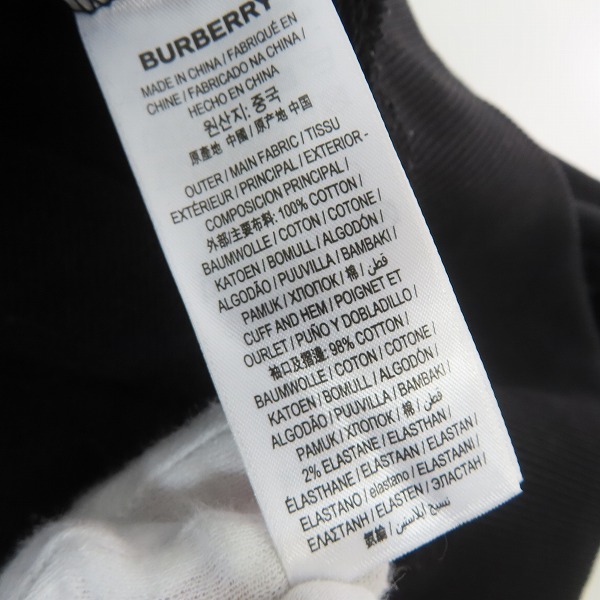 BURBERRY
MADE IN CHINA / FABRIQUÉ EN
CHINE / FABRICADO NA CHINA /
HECHO EN CHINA
원산지: 중국
原產地 中國 / 原产地 中国
OUTER / MAIN FABRIC / TISSU
EXTÉRIEUR / PRINCIPAL / EXTERIOR -
COMPOSICION PRINCIPAL /
外部/主要布料: 100% COTTON /
BAUMWOLLE / COTON / COTONE /
KATOEN / BOMULL / ALGODÓN /
ALGODÃO / PUUVILLA / BAMBAKI /
PAMUK / ХЛОПОК / 棉 / قطن /
CUFF AND HEM / POIGNET ET
OURLET / PUÑO Y DOBLADILLO /
袖口及摺邊: 98% COTTON /
BAUMWOLLE / COTON / COTONE /
KATOEN / BOMULL / ALGODÓN /
ALGODÃO / PUUVILLA / BAMBAKI /
PAMUK / ХЛОПОК / 棉 / قطن /
2% ELASTANE / ELASTHAN /
ÉLASTHANE / ELASTAAN / ELASTAN /
ELASTANO / elastano / ELASTAANI /
ΕΛΑΣΤΑΝΗ / ELASTEN / ЭЛАСТАН /
氨綸 / نسيج إيلاستين /